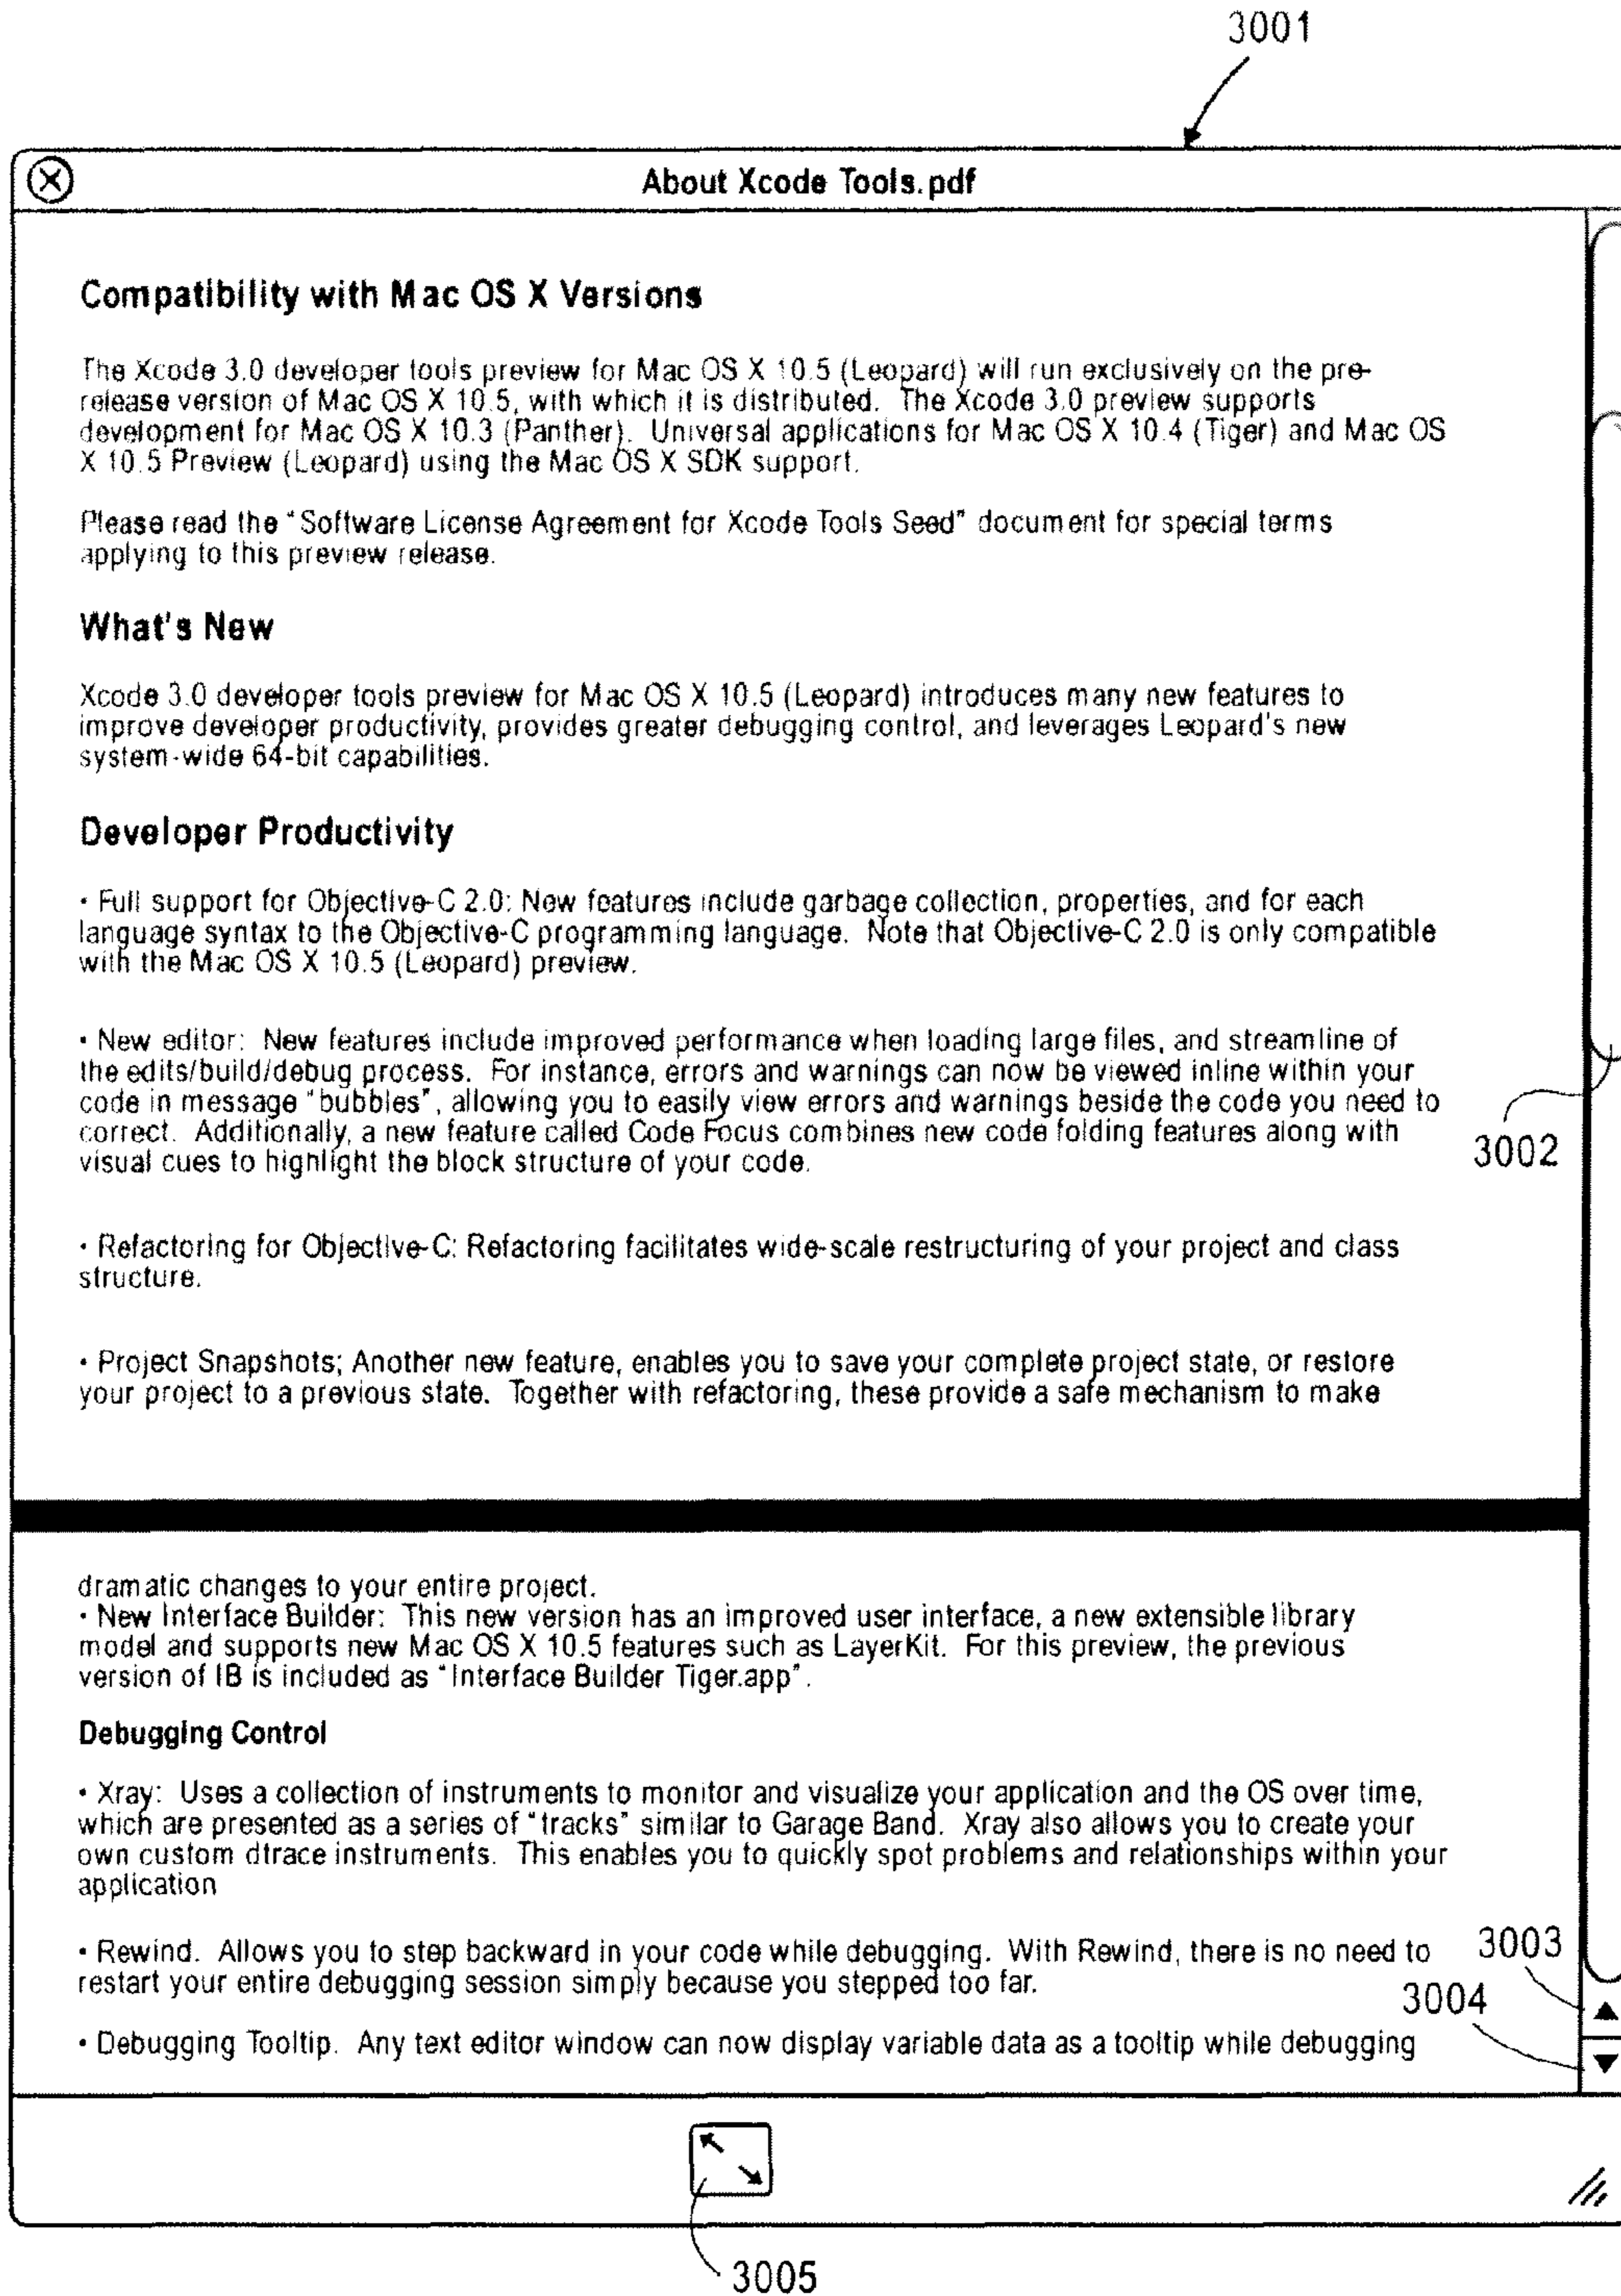 3001
About Xcode Tools.pdf
Compatibility with Mac OS X Versions
The Xcode 3.0 developer tools preview for Mac OS X 10.5 (Leopard) will run exclusively on the pre-
release version of Mac OS X 10.5, with which it is distributed. The Xcode 3.0 preview supports
development for Mac OS X 10.3 (Panther). Universal applications for Mac OS X 10.4 (Tiger) and Mac OS
X 10.5 Preview (Leopard) using the Mac OS X SDK support.
Please read the "Software License Agreement for Xcode Tools Seed" document for special terms
applying to this preview release.
What's New
Xcode 3.0 developer tools preview for Mac OS X 10.5 (Leopard) introduces many new features to
improve developer productivity, provides greater debugging control, and leverages Leopard's new
system-wide 64-bit capabilities.
Developer Productivity
• Full support for Objective-C 2.0: New features include garbage collection, properties, and for each
language syntax to the Objective-C programming language. Note that Objective-C 2.0 is only compatible
with the Mac OS X 10.5 (Leopard) preview.
• New editor: New features include improved performance when loading large files, and streamline of
the edits/build/debug process. For instance, errors and warnings can now be viewed inline within your
code in message "bubbles", allowing you to easily view errors and warnings beside the code you need to
correct. Additionally, a new feature called Code Focus combines new code folding features along with
visual cues to highlight the block structure of your code.
3002
• Refactoring for Objective-C: Refactoring facilitates wide-scale restructuring of your project and class
structure.
• Project Snapshots; Another new feature, enables you to save your complete project state, or restore
your project to a previous state. Together with refactoring, these provide a safe mechanism to make
dramatic changes to your entire project.
• New Interface Builder: This new version has an improved user interface, a new extensible library
model and supports new Mac OS X 10.5 features such as LayerKit. For this preview, the previous
version of IB is included as "Interface Builder Tiger.app".
Debugging Control
• Xray: Uses a collection of instruments to monitor and visualize your application and the OS over time,
which are presented as a series of "tracks" similar to Garage Band. Xray also allows you to create your
own custom dtrace instruments. This enables you to quickly spot problems and relationships within your
application
• Rewind. Allows you to step backward in your code while debugging. With Rewind, there is no need to
restart your entire debugging session simply because you stepped too far.
3003
3004
• Debugging Tooltip. Any text editor window can now display variable data as a tooltip while debugging
3005